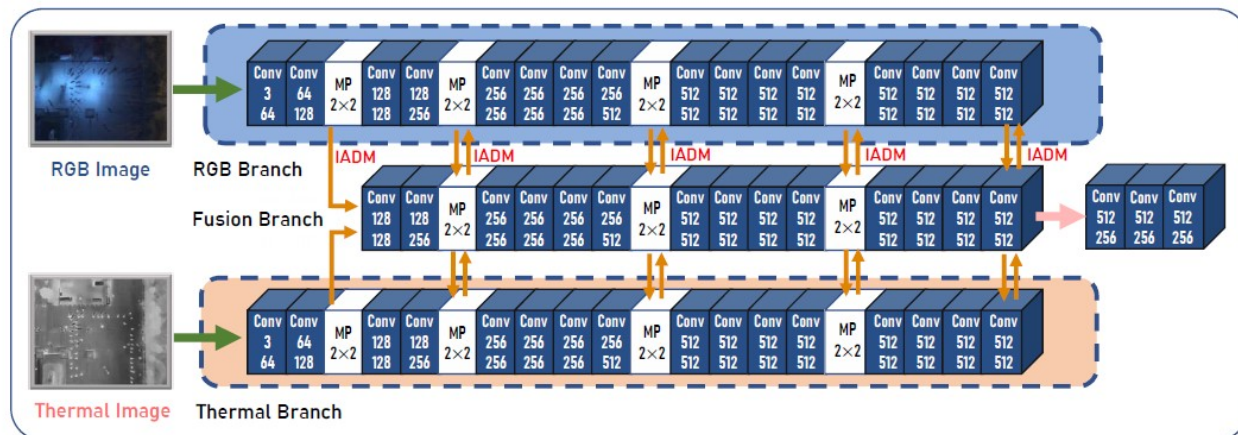 Conv 3 64
Conv 64 128
MP 2×2
Conv 128 128
Conv 128 256
MP 2×2
Conv 256 256
Conv 256 256
Conv 256 256
Conv 256 512
MP 2×2
Conv 512 512
Conv 512 512
Conv 512 512
Conv 512 512
MP 2×2
Conv 512 512
Conv 512 512
Conv 512 512
Conv 512 512
RGB Image
RGB Branch
IADM
IADM
IADM
IADM
IADM
Fusion Branch
Conv 128 128
Conv 128 256
MP 2×2
Conv 256 256
Conv 256 256
Conv 256 256
Conv 256 512
MP 2×2
Conv 512 512
Conv 512 512
Conv 512 512
Conv 512 512
MP 2×2
Conv 512 512
Conv 512 512
Conv 512 512
Conv 512 512
Conv 512 256
Conv 512 256
Conv 512 256
Conv 3 64
Conv 64 128
MP 2×2
Conv 128 128
Conv 128 256
MP 2×2
Conv 256 256
Conv 256 256
Conv 256 256
Conv 256 512
MP 2×2
Conv 512 512
Conv 512 512
Conv 512 512
Conv 512 512
MP 2×2
Conv 512 512
Conv 512 512
Conv 512 512
Conv 512 512
Thermal Image
Thermal Branch